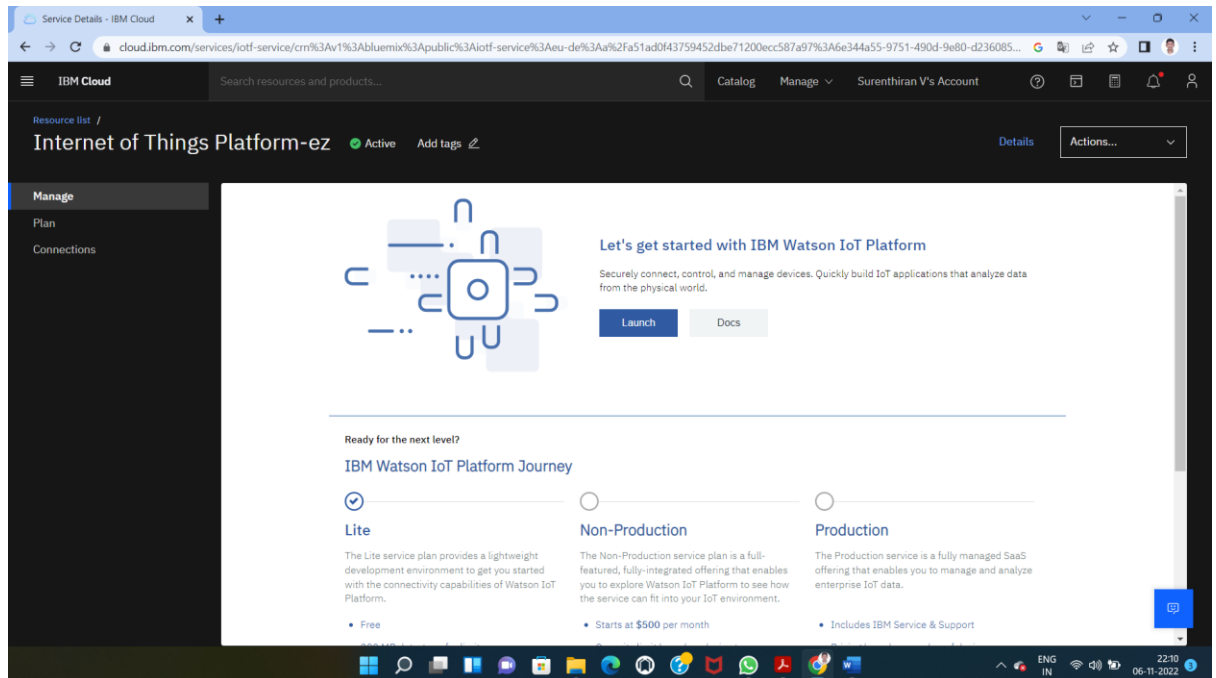 Service Details - IBM Cloud
cloud.ibm.com/services/iotf-service/crn%3Av1%3Abluemix%3Apublic%3Aiotf-service%3Aeu-de%3Aa%2Fa51ad0f43759452dbe71200ecc587a97%3A6e344a55-9751-490d-9e80-d236085...
IBM Cloud
Search resources and products...
Catalog
Manage
Surenthiran V's Account
Resource list /
Internet of Things Platform-ez
Active
Add tags
Details
Actions...
Manage
Plan
Connections
Let's get started with IBM Watson IoT Platform
Securely connect, control, and manage devices. Quickly build IoT applications that analyze data
from the physical world.
Launch
Docs
Ready for the next level?
IBM Watson IoT Platform Journey
Lite
The Lite service plan provides a lightweight
development environment to get you started
with the connectivity capabilities of Watson IoT
Platform.
• Free
Non-Production
The Non-Production service plan is a full-
featured, fully-integrated offering that enables
you to explore Watson IoT Platform to see how
the service can fit into your IoT environment.
• Starts at $500 per month
Production
The Production service is a fully managed SaaS
offering that enables you to manage and analyze
enterprise IoT data.
• Includes IBM Service & Support
ENG
IN
22:10
06-11-2022
3